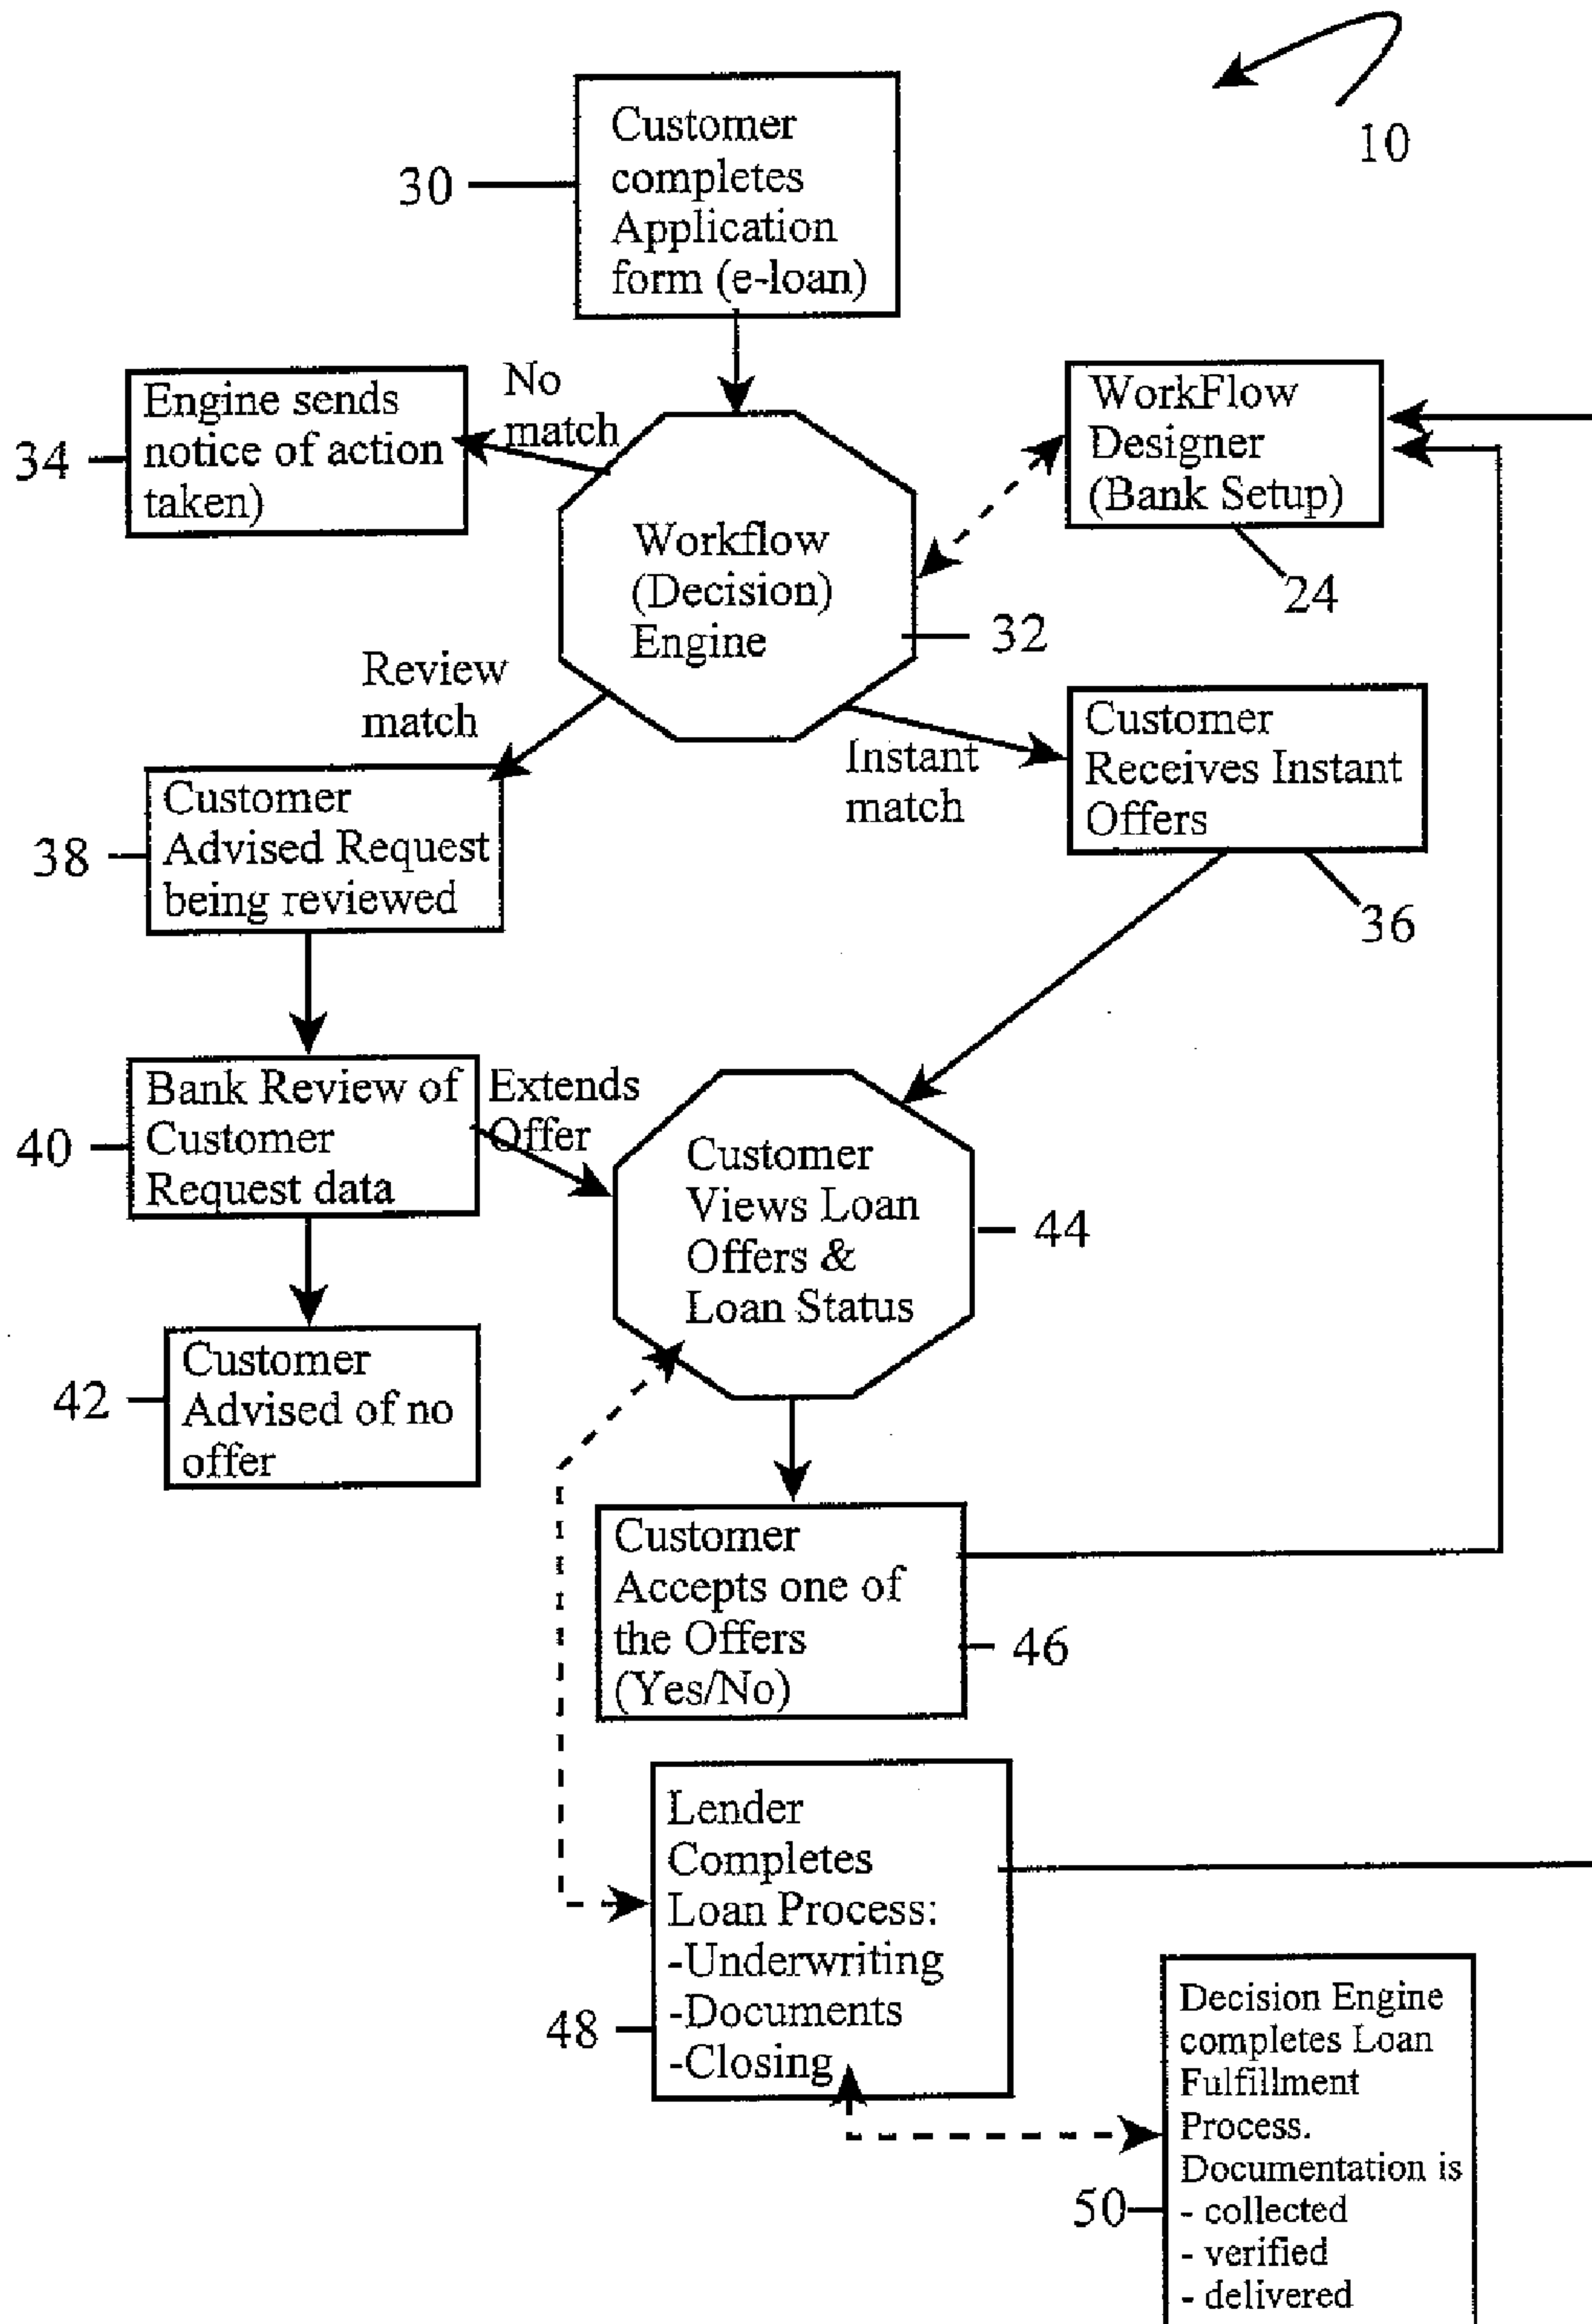 10
Customer
completes
Application
form (e-loan)
30
Engine sends
notice of action
taken)
34
No
match
WorkFlow
Designer
(Bank Setup)
24
Workflow
(Decision)
Engine
32
Review
match
Instant
match
Customer
Receives Instant
Offers
36
Customer
Advised Request
being reviewed
38
Bank Review of
Customer
Request data
40
Extends
Offer
Customer
Views Loan
Offers &
Loan Status
44
Customer
Advised of no
offer
42
Customer
Accepts one of
the Offers
(Yes/No)
46
Lender
Completes
Loan Process:
-Underwriting
-Documents
-Closing
48
Decision Engine
completes Loan
Fulfillment
Process.
Documentation is
- collected
- verified
- delivered
50